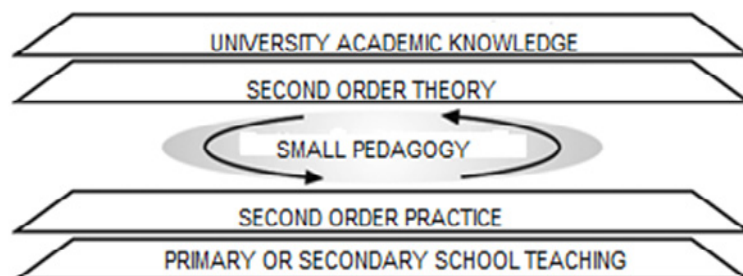 UNIVERSITY ACADEMIC KNOWLEDGE
SECOND ORDER THEORY
SMALL PEDAGOGY
SECOND ORDER PRACTICE
PRIMARY OR SECONDARY SCHOOL TEACHING